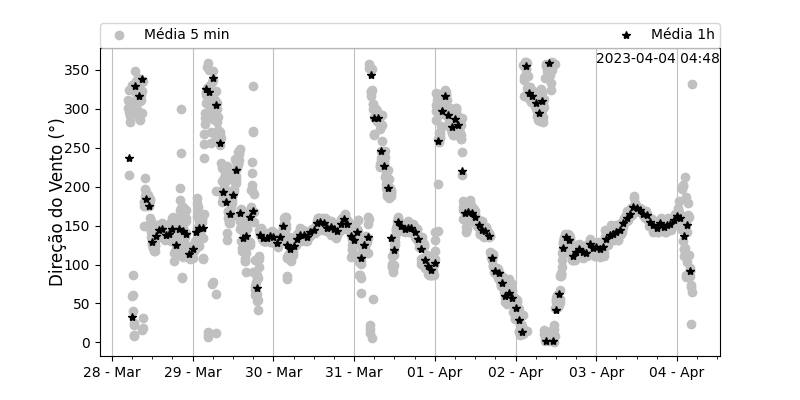 Média 5 min
Média 1h
2023-04-04 04:48
Direção do Vento (°)
350
300
250
200
150
100
50
0
28 - Mar
29 - Mar
30 - Mar
31 - Mar
01 - Apr
02 - Apr
03 - Apr
04 - Apr